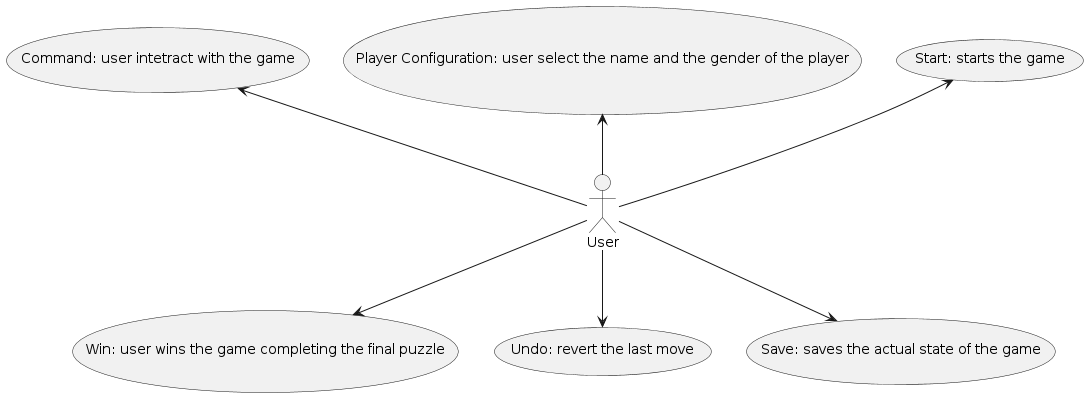 Command: user intetract with the game
Player Configuration: user select the name and the gender of the player
Start: starts the game
User
Win: user wins the game completing the final puzzle
Undo: revert the last move
Save: saves the actual state of the game